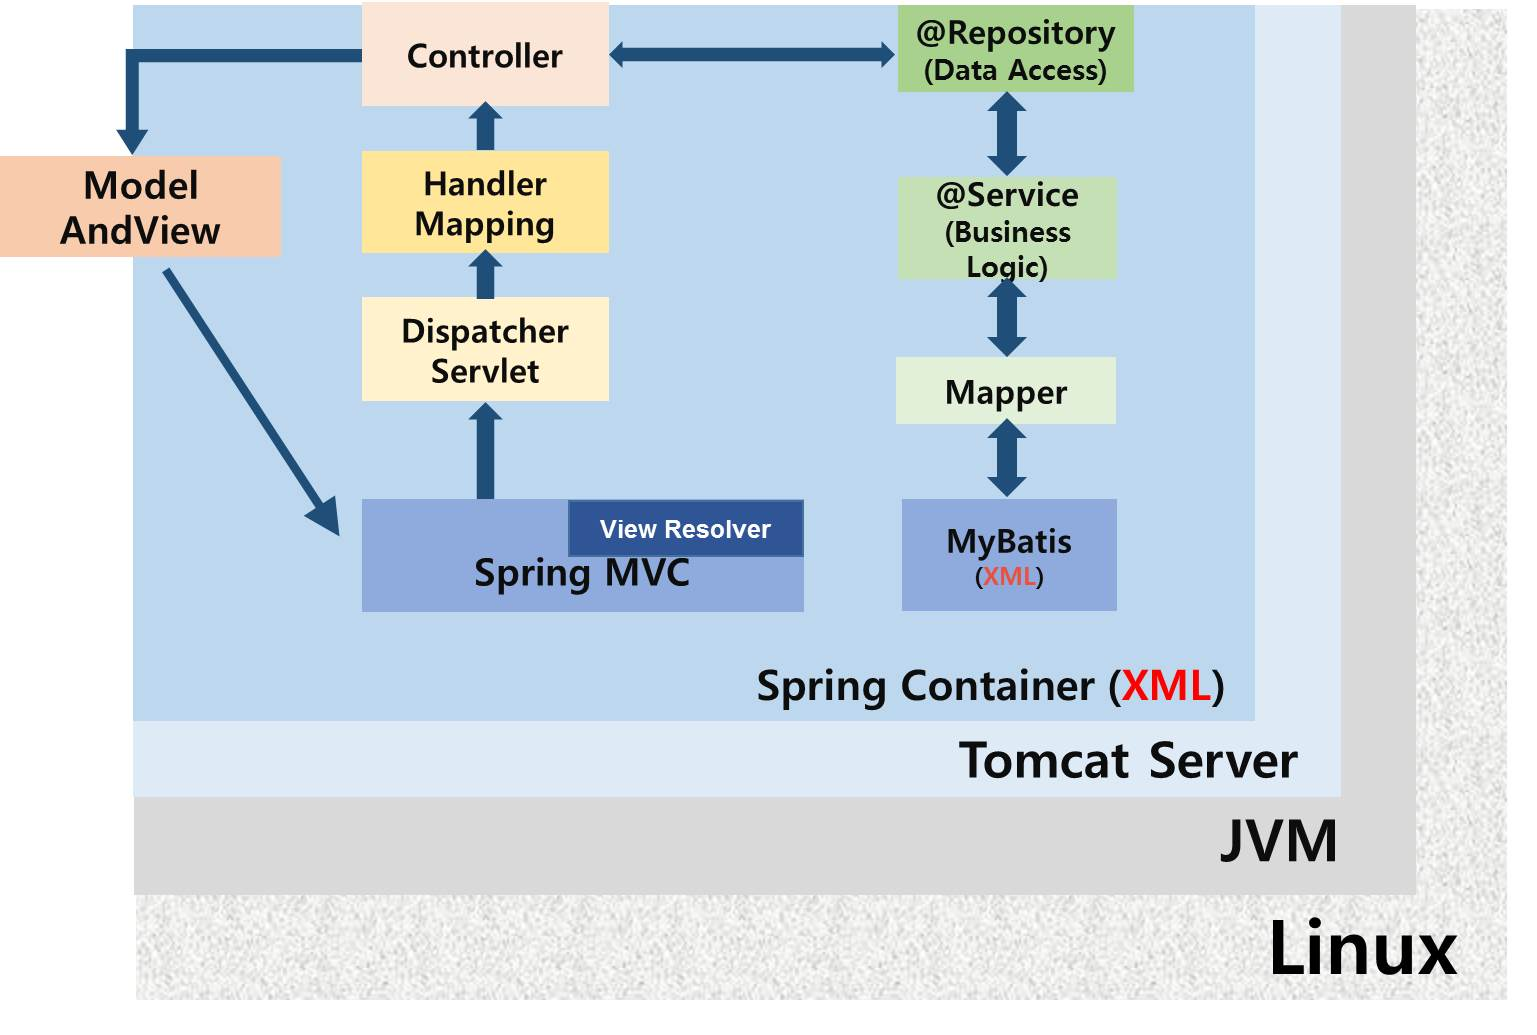 Controller
@Repository
(Data Access)
Model
AndView
Handler
Mapping
@Service
(Business
Logic)
Dispatcher
Servlet
Mapper
View Resolver
Spring MVC
MyBatis
(XML)
Spring Container (XML)
Tomcat Server
JVM
Linux